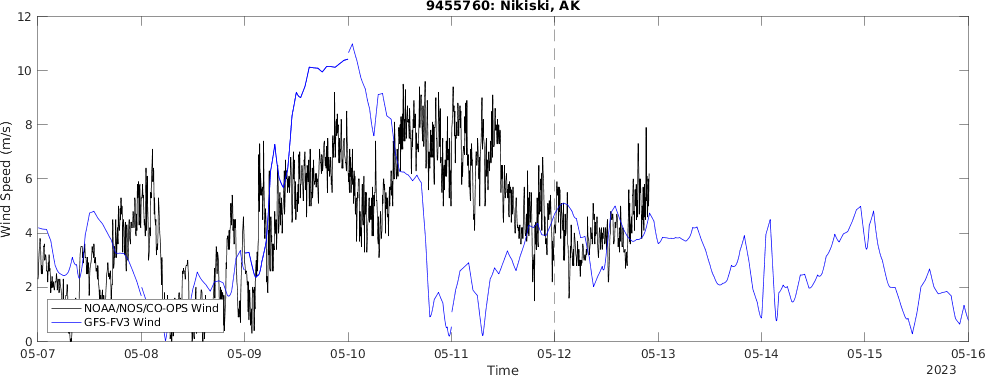 9455760: Nikiski, AK
12
10
8
6
4
2
0
Wind Speed (m/s)
NOAA/NOS/CO-OPS Wind
GFS-FV3 Wind
05-07 05-08 05-09 05-10 05-11 05-12 05-13 05-14 05-15 05-16
Time
2023